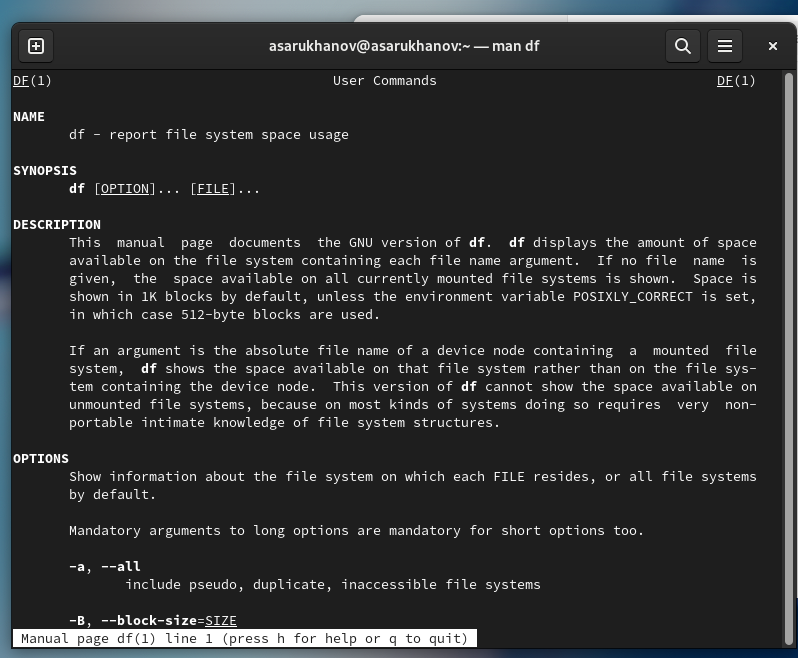 asarukhanov@asarukhanov:~ — man df
DF(1) User Commands DF(1)
NAME
df - report file system space usage
SYNOPSIS
df [OPTION]... [FILE]...
DESCRIPTION
This manual page documents the GNU version of df. df displays the amount of space
available on the file system containing each file name argument. If no file name is
given, the space available on all currently mounted file systems is shown. Space is
shown in 1K blocks by default, unless the environment variable POSIXLY_CORRECT is set,
in which case 512-byte blocks are used.
If an argument is the absolute file name of a device node containing a mounted file
system, df shows the space available on that file system rather than on the file sys-
tem containing the device node. This version of df cannot show the space available on
unmounted file systems, because on most kinds of systems doing so requires very non-
portable intimate knowledge of file system structures.
OPTIONS
Show information about the file system on which each FILE resides, or all file systems
by default.
Mandatory arguments to long options are mandatory for short options too.
-a, --all
include pseudo, duplicate, inaccessible file systems
-B, --block-size=SIZE
Manual page df(1) line 1 (press h for help or q to quit)